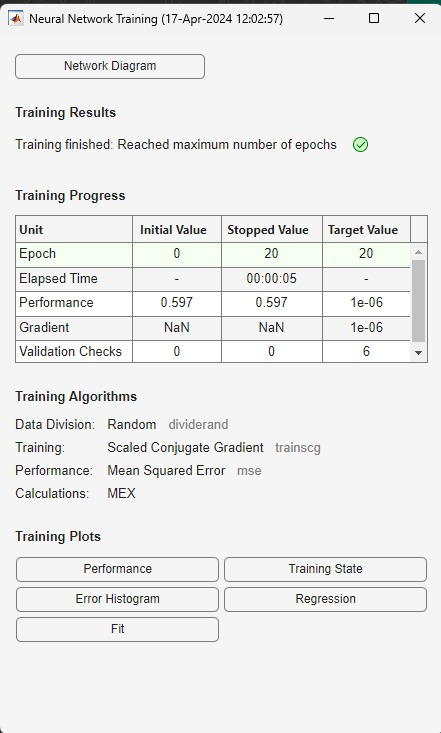 Neural Network Training (17-Apr-2024 12:02:57)
Network Diagram
Training Results
Training finished: Reached maximum number of epochs
Training Progress
Unit Initial Value Stopped Value Target Value
Epoch 0 20 20
Elapsed Time - 00:00:05 -
Performance 0.597 0.597 1e-06
Gradient NaN NaN 1e-06
Validation Checks 0 0 6
Training Algorithms
Data Division: Random dividerand
Training: Scaled Conjugate Gradient trainscg
Performance: Mean Squared Error mse
Calculations: MEX
Training Plots
Performance Training State
Error Histogram Regression
Fit